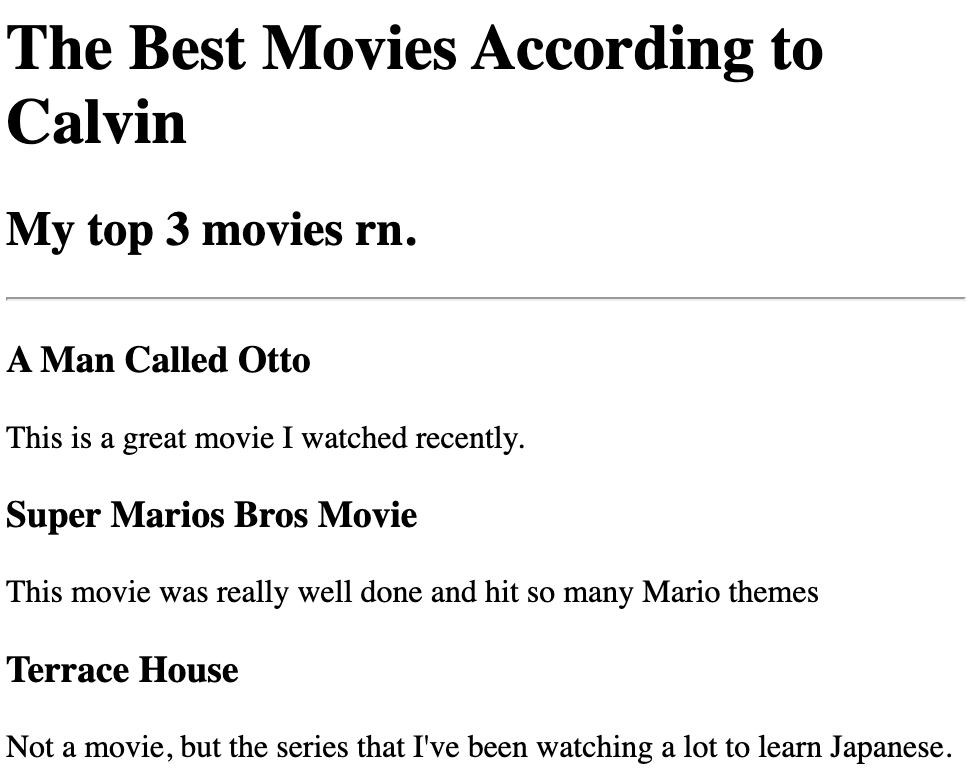 The Best Movies According to
Calvin
My top 3 movies rn.
A Man Called Otto
This is a great movie I watched recently.
Super Marios Bros Movie
This movie was really well done and hit so many Mario themes
Terrace House
Not a movie, but the series that I've been watching a lot to learn Japanese.